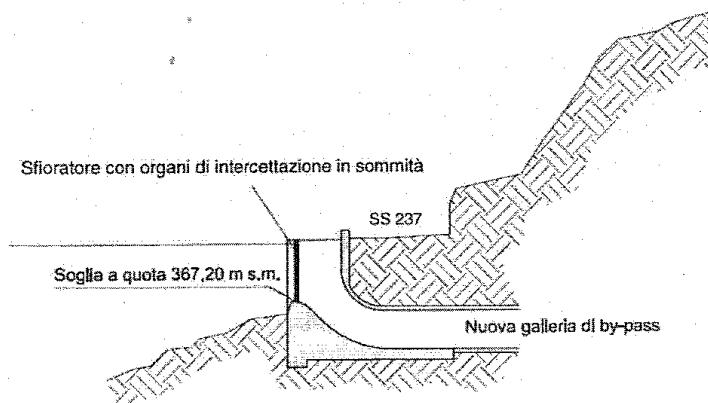 Sfioratore con organi di intercettazione in sommità
SS 237
Soglia a quota 367,20 m s.m.
Nuova galleria di by-pass